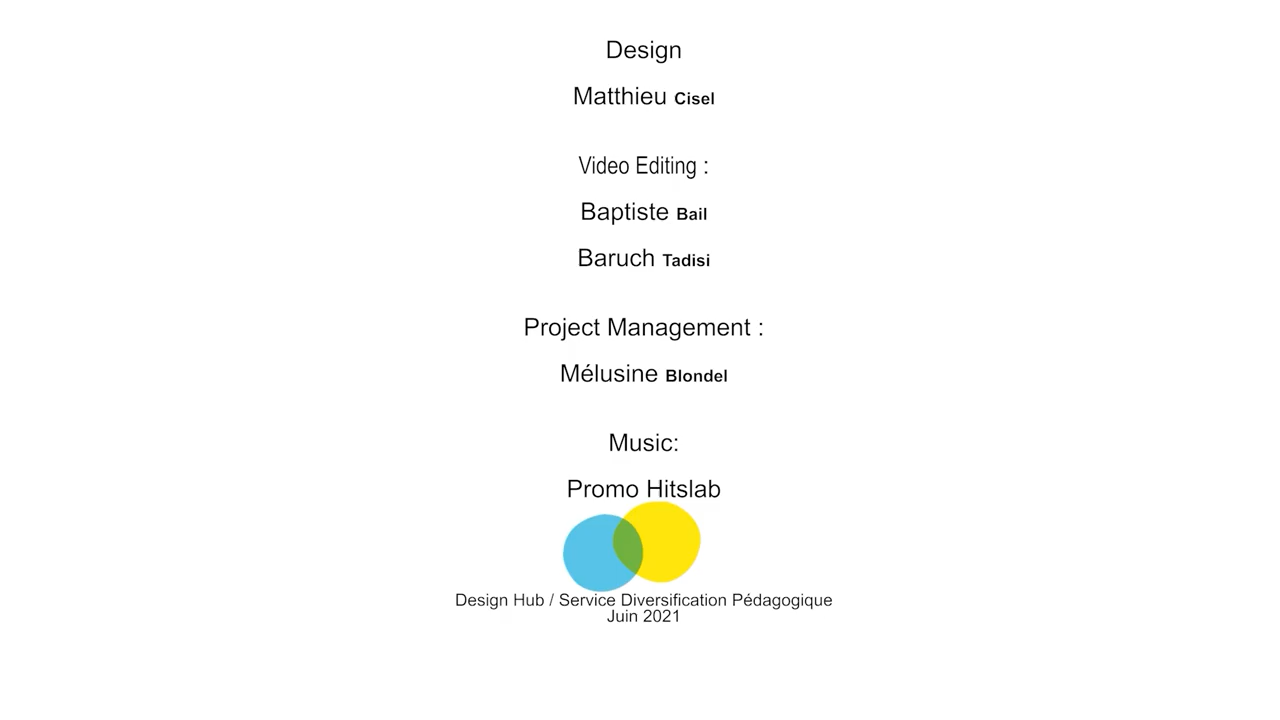 Design
Matthieu Cisel
Video Editing :
Baptiste Bail
Baruch Tadisi
Project Management :
Mélusine Blondel
Music:
Promo Hitslab
Design Hub / Service Diversification Pédagogique
Juin 2021